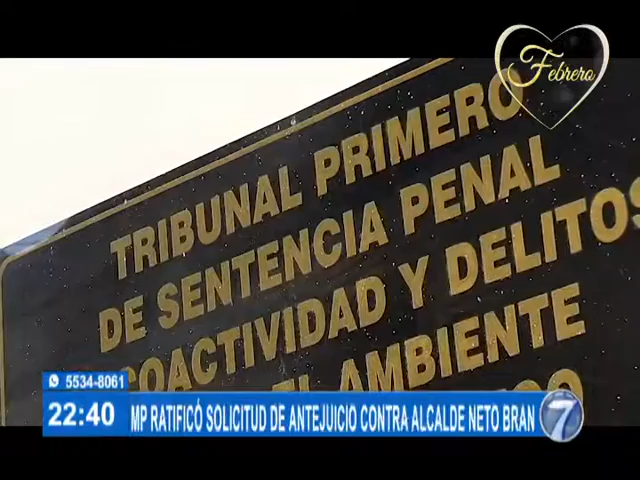 Febrero
TRIBUNAL PRIMERO
DE SENTENCIA PENAL
COACTIVIDAD Y DELITOS
EL AMBIENTE
5534-8061
22:40
MP RATIFICÓ SOLICITUD DE ANTEJUICIO CONTRA ALCALDE NETO BRAN
7